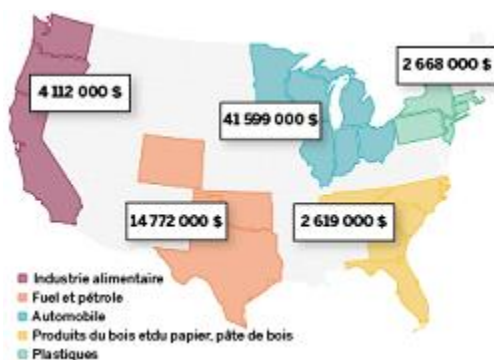 2 668 000 $
4 112 000 $
41 599 000 $
14 772 000 $
2 619 000 $
Industrie alimentaire
Fuel et pétrole
Automobile
Produits du bois etdu papier, pâte de bois
Plastiques